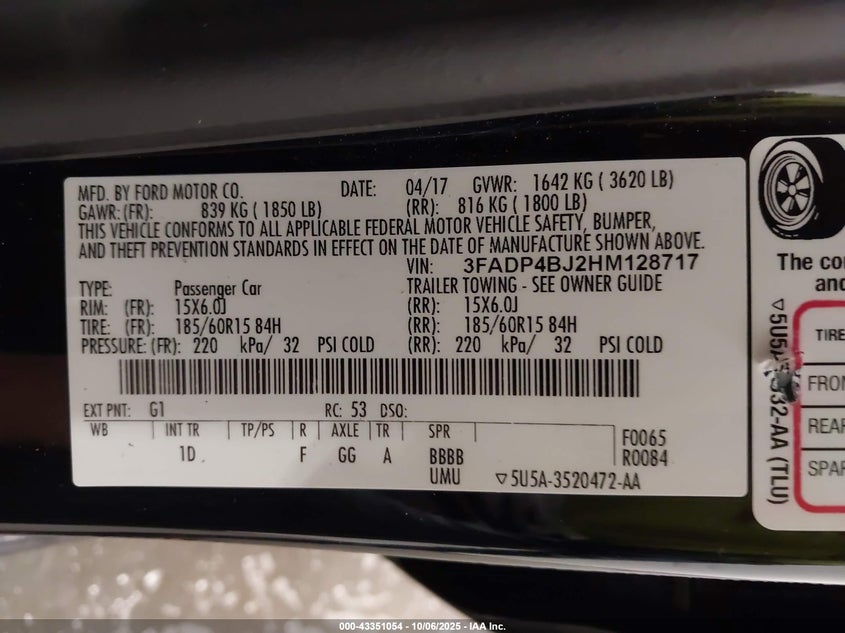 MFD. BY FORD MOTOR CO. DATE: 04/17 GVWR: 1642 KG ( 3620 LB)
GAWR: (FR): 839 KG ( 1850 LB) (RR): 816 KG ( 1800 LB)
THIS VEHICLE CONFORMS TO ALL APPLICABLE FEDERAL MOTOR VEHICLE SAFETY, BUMPER,
AND THEFT PREVENTION STANDARDS IN EFFECT ON THE DATE OF MANUFACTURE SHOWN ABOVE.
VIN: 3FADP4BJ2HM128717
TYPE: Passenger Car TRAILER TOWING - SEE OWNER GUIDE
RIM: (FR): 15X6.0J (RR): 15X6.0J
TIRE: (FR): 185/60R15 84H (RR): 185/60R15 84H
PRESSURE: (FR): 220 kPa/ 32 PSI COLD (RR): 220 kPa/ 32 PSI COLD
EXT PNT: G1 RC: 53 DSO:
WB INT TR TP/PS R AXLE TR SPR F0065
1D F GG A BBBB R0084
UMU ▽5U5A-3520472-AA
The
and
TIRE
REAR
(TLU)
000-43351054 - 10/06/2025 - IAA Inc.